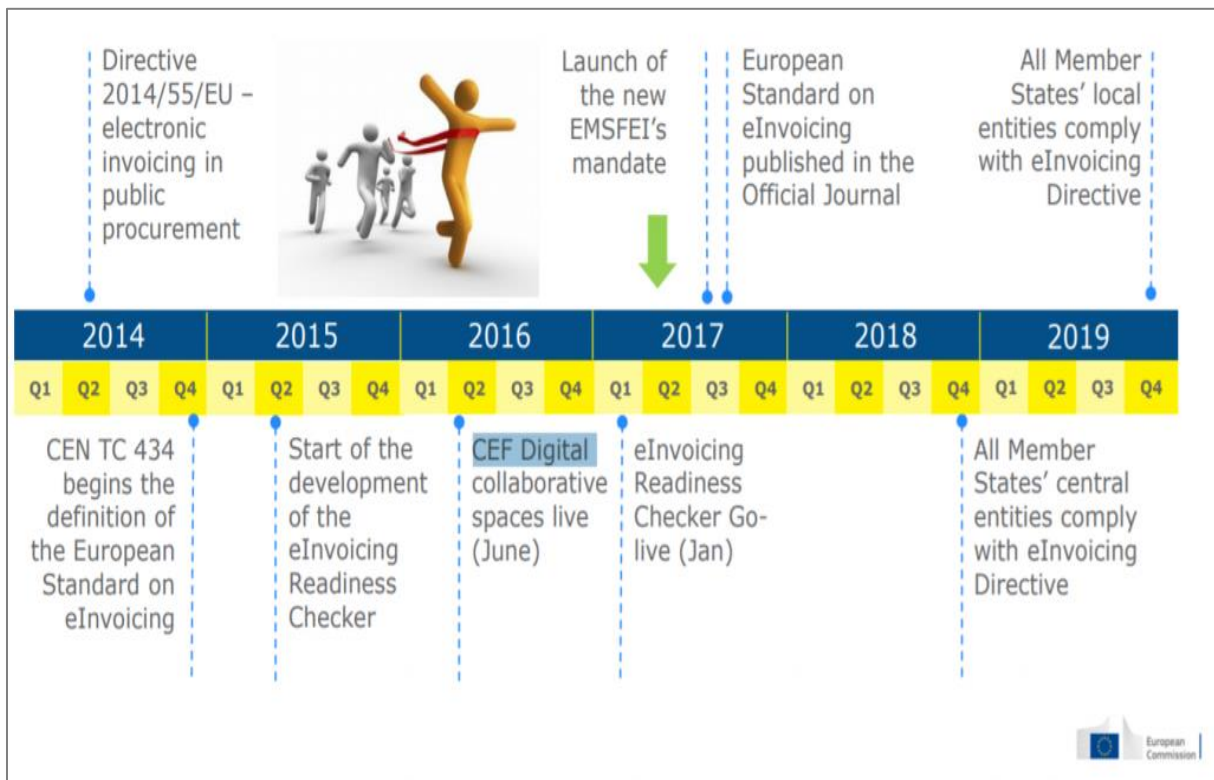 Directive
2014/55/EU –
electronic
invoicing in
public
procurement
Launch of
the new
EMSFEI's
mandate
European
Standard on
eInvoicing
published in the
Official Journal
All Member
States' local
entities comply
with eInvoicing
Directive
2014 2015 2016 2017 2018 2019
Q1 Q2 Q3 Q4 Q1 Q2 Q3 Q4 Q1 Q2 Q3 Q4 Q1 Q2 Q3 Q4 Q1 Q2 Q3 Q4 Q1 Q2 Q3 Q4
CEN TC 434
begins the
definition of
the European
Standard on
eInvoicing
Start of the
development
of the
eInvoicing
Readiness
Checker
CEF Digital
collaborative
spaces live
(June)
eInvoicing
Readiness
Checker Go-
live (Jan)
All Member
States' central
entities comply
with eInvoicing
Directive
European
Commission